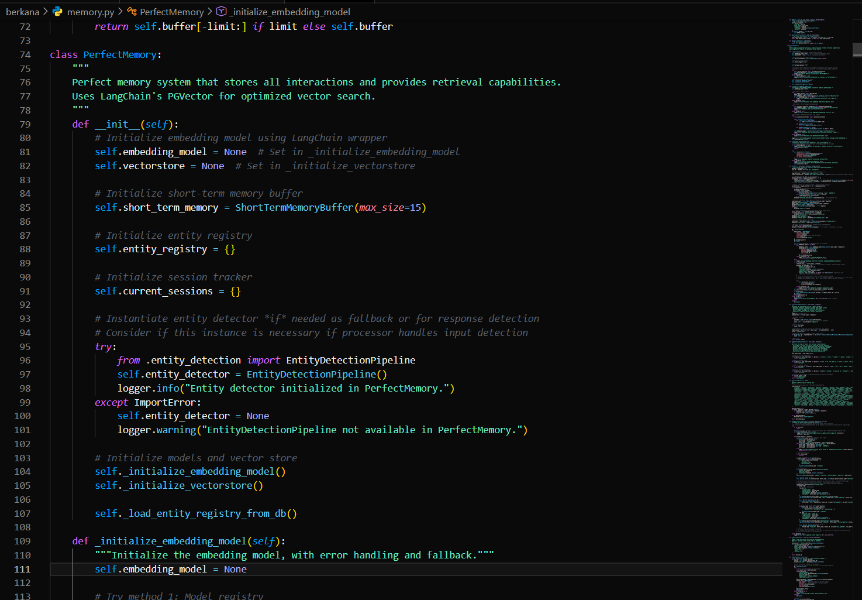 berkana > memory.py > PerfectMemory > _initialize_embedding_model
72 return self.buffer[-limit:] if limit else self.buffer
73
74 class PerfectMemory:
75 """
76 Perfect memory system that stores all interactions and provides retrieval capabilities.
77 Uses LangChain's PGVector for optimized vector search.
78 """
79 def __init__(self):
80 # Initialize embedding model using LangChain wrapper
81 self.embedding_model = None # Set in _initialize_embedding_model
82 self.vectorstore = None # Set in _initialize_vectorstore
83
84 # Initialize short-term memory buffer
85 self.short_term_memory = ShortTermMemoryBuffer(max_size=15)
86
87 # Initialize entity registry
88 self.entity_registry = {}
89
90 # Initialize session tracker
91 self.current_sessions = {}
92
93 # Instantiate entity detector *if* needed as fallback or for response detection
94 # Consider if this instance is necessary if processor handles input detection
95 try:
96 from .entity_detection import EntityDetectionPipeline
97 self.entity_detector = EntityDetectionPipeline()
98 logger.info("Entity detector initialized in PerfectMemory.")
99 except ImportError:
100 self.entity_detector = None
101 logger.warning("EntityDetectionPipeline not available in PerfectMemory.")
102
103 # Initialize models and vector store
104 self._initialize_embedding_model()
105 self._initialize_vectorstore()
106
107 self._load_entity_registry_from_db()
108
109 def _initialize_embedding_model(self):
110 """Initialize the embedding model, with error handling and fallback."""
111 self.embedding_model = None
112
113 # Try method 1: Model registry